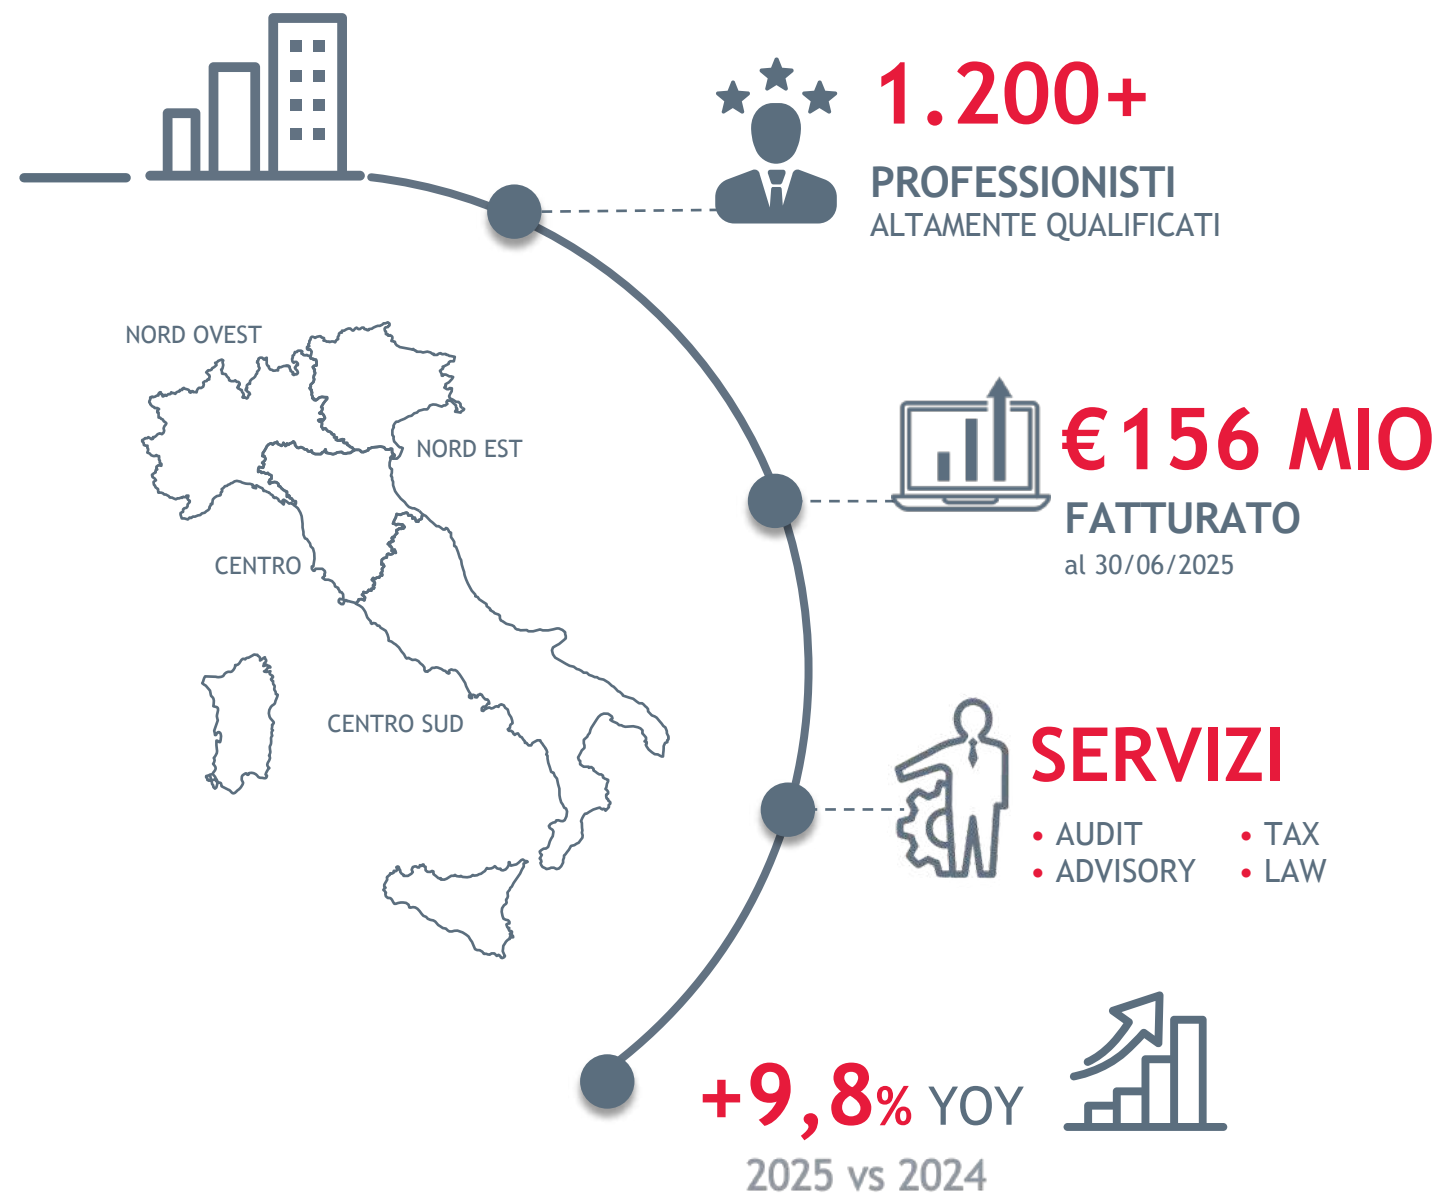 1.200+
PROFESSIONISTI
ALTAMENTE QUALIFICATI
NORD OVEST
NORD EST
CENTRO
CENTRO SUD
€156 MIO
FATTURATO
al 30/06/2025
SERVIZI
• AUDIT • TAX
• ADVISORY • LAW
+9,8% YOY
2025 vs 2024